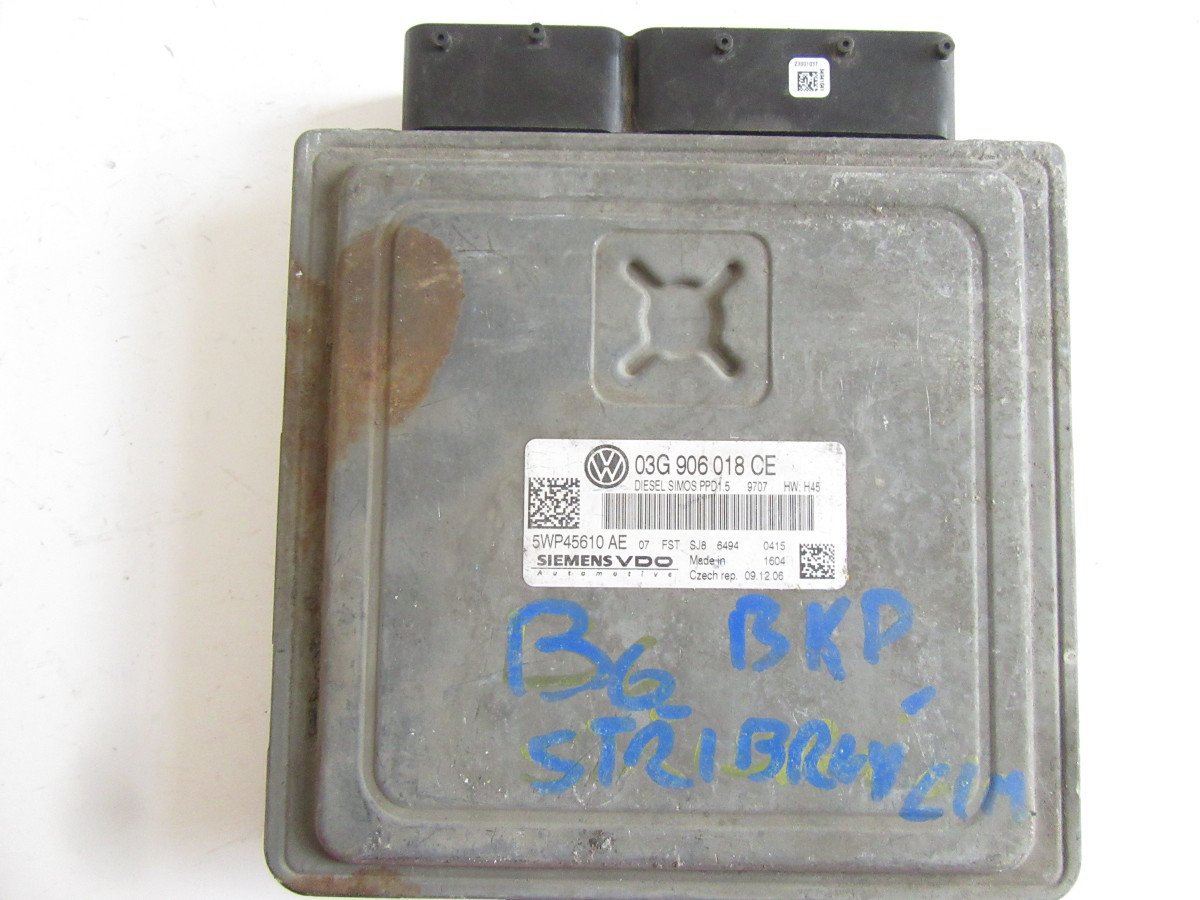 03G 906 018 CE
DIESEL SIMOS PPD1.5 9707 HW: H45
5WP45610 AE 07 FST SJ8 6494 0415
SIEMENS VDO Made in 1604
Automotive Czech rep. 09.12.06
B6 BKP
STRIBRNY